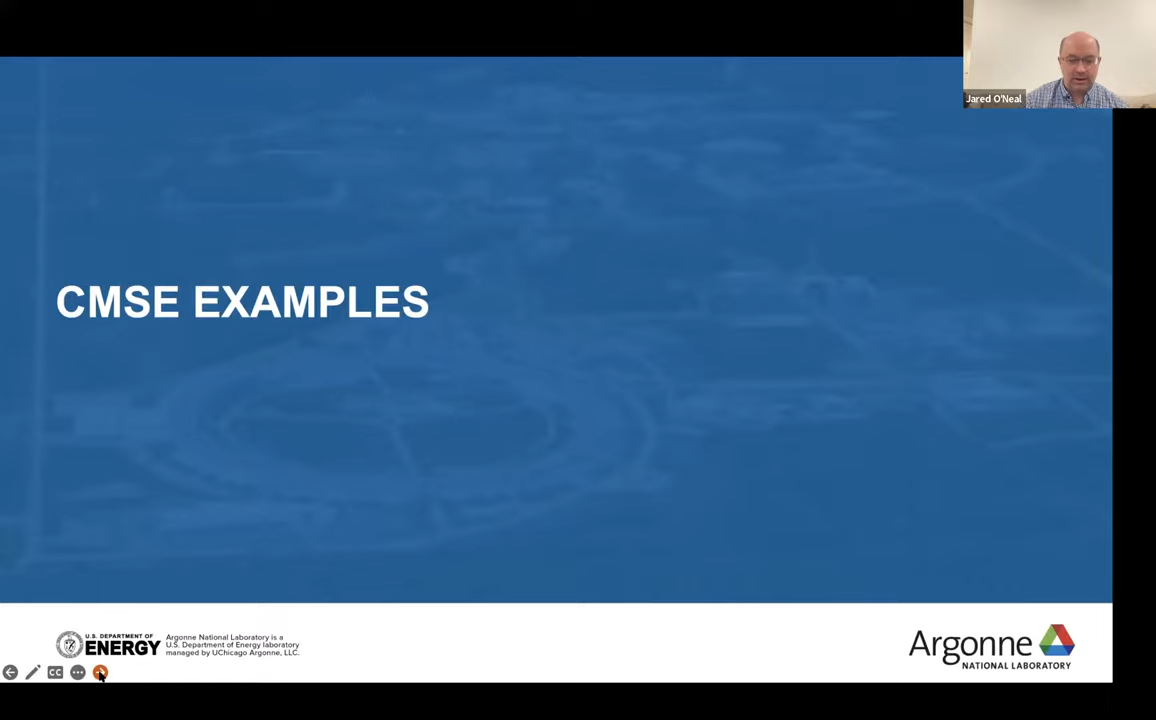 Jared O'Neal
CMSE EXAMPLES
U.S. DEPARTMENT OF
ENERGY
Argonne National Laboratory is a
U.S. Department of Energy laboratory
managed by UChicago Argonne, LLC.
Argonne
NATIONAL LABORATORY
CC